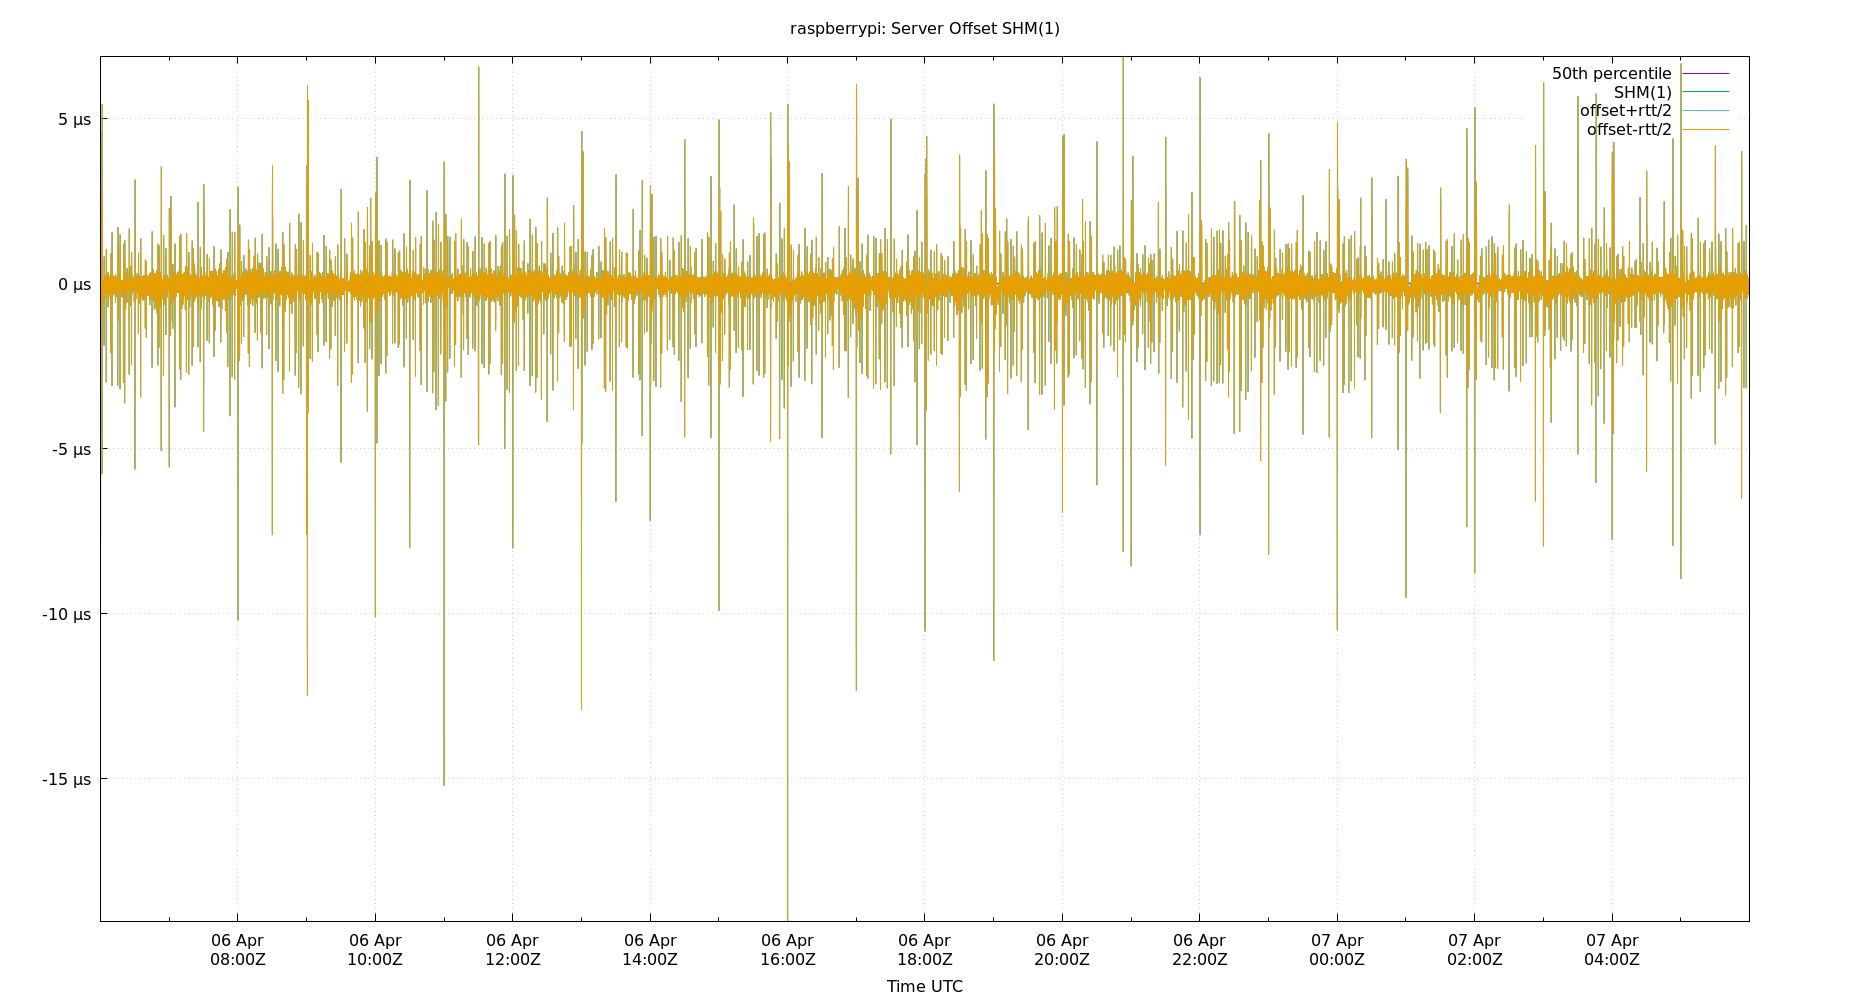 raspberrypi: Server Offset SHM(1)
50th percentile
SHM(1)
offset+rtt/2
offset-rtt/2
5 µs
0 µs
-5 µs
-10 µs
-15 µs
06 Apr 06 Apr 06 Apr 06 Apr 06 Apr 06 Apr 06 Apr 06 Apr 07 Apr 07 Apr 07 Apr
08:00Z 10:00Z 12:00Z 14:00Z 16:00Z 18:00Z 20:00Z 22:00Z 00:00Z 02:00Z 04:00Z
Time UTC